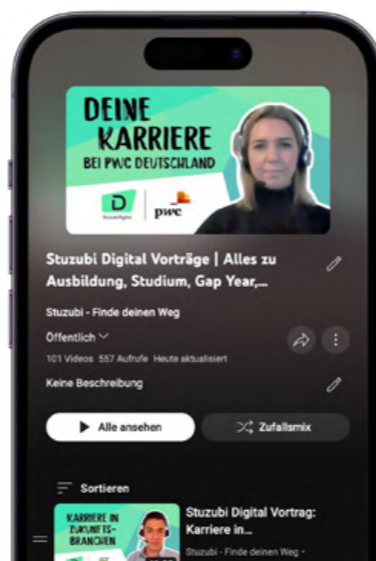 DEINE
KARRIERE
BEI PWC DEUTSCHLAND
Stuzubi Digital
pwc
Stuzubi Digital Vorträge | Alles zu
Ausbildung, Studium, Gap Year,...
Stuzubi - Finde deinen Weg
Öffentlich
101 Videos 557 Aufrufe Heute aktualisiert
Keine Beschreibung
Alle ansehen
Zufallsmix
Sortieren
KARRIERE IN
ZUKUNFTS-
BRANCHEN
Stuzubi Digital Vortrag:
Karriere in...
Stuzubi - Finde deinen Weg •